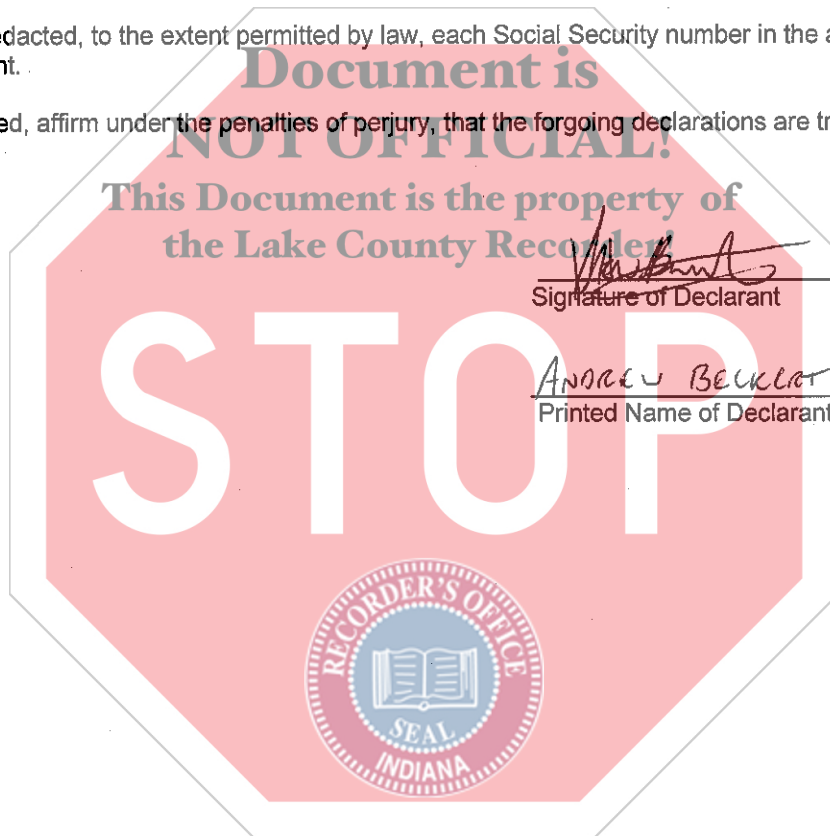 edacted, to the extent permitted by law, each Social Security number in the a
nt.
Document is
ed, affirm under the penalties of perjury, that the forgoing declarations are tr
NOT OFFICIAL!
This Document is the property of
the Lake County Recorder!
Signature of Declarant
ANDREW BECKERT
Printed Name of Declarant
STOP
RECORDER'S OFFICE
SEAL
INDIANA